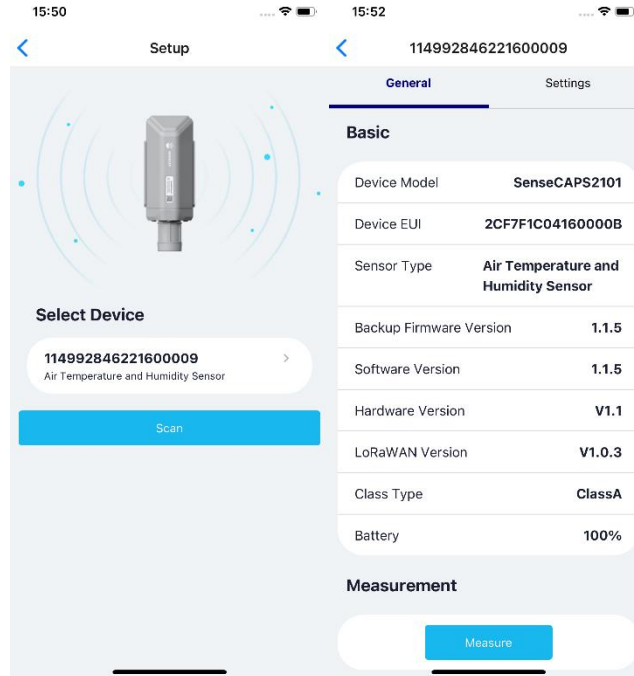 15:50
Setup
Select Device
114992846221600009
Air Temperature and Humidity Sensor
Scan
15:52
114992846221600009
General Settings
Basic
Device Model SenseCAPS2101
Device EUI 2CF7F1C04160000B
Sensor Type Air Temperature and
Humidity Sensor
Backup Firmware Version 1.1.5
Software Version 1.1.5
Hardware Version V1.1
LoRaWAN Version V1.0.3
Class Type ClassA
Battery 100%
Measurement
Measure